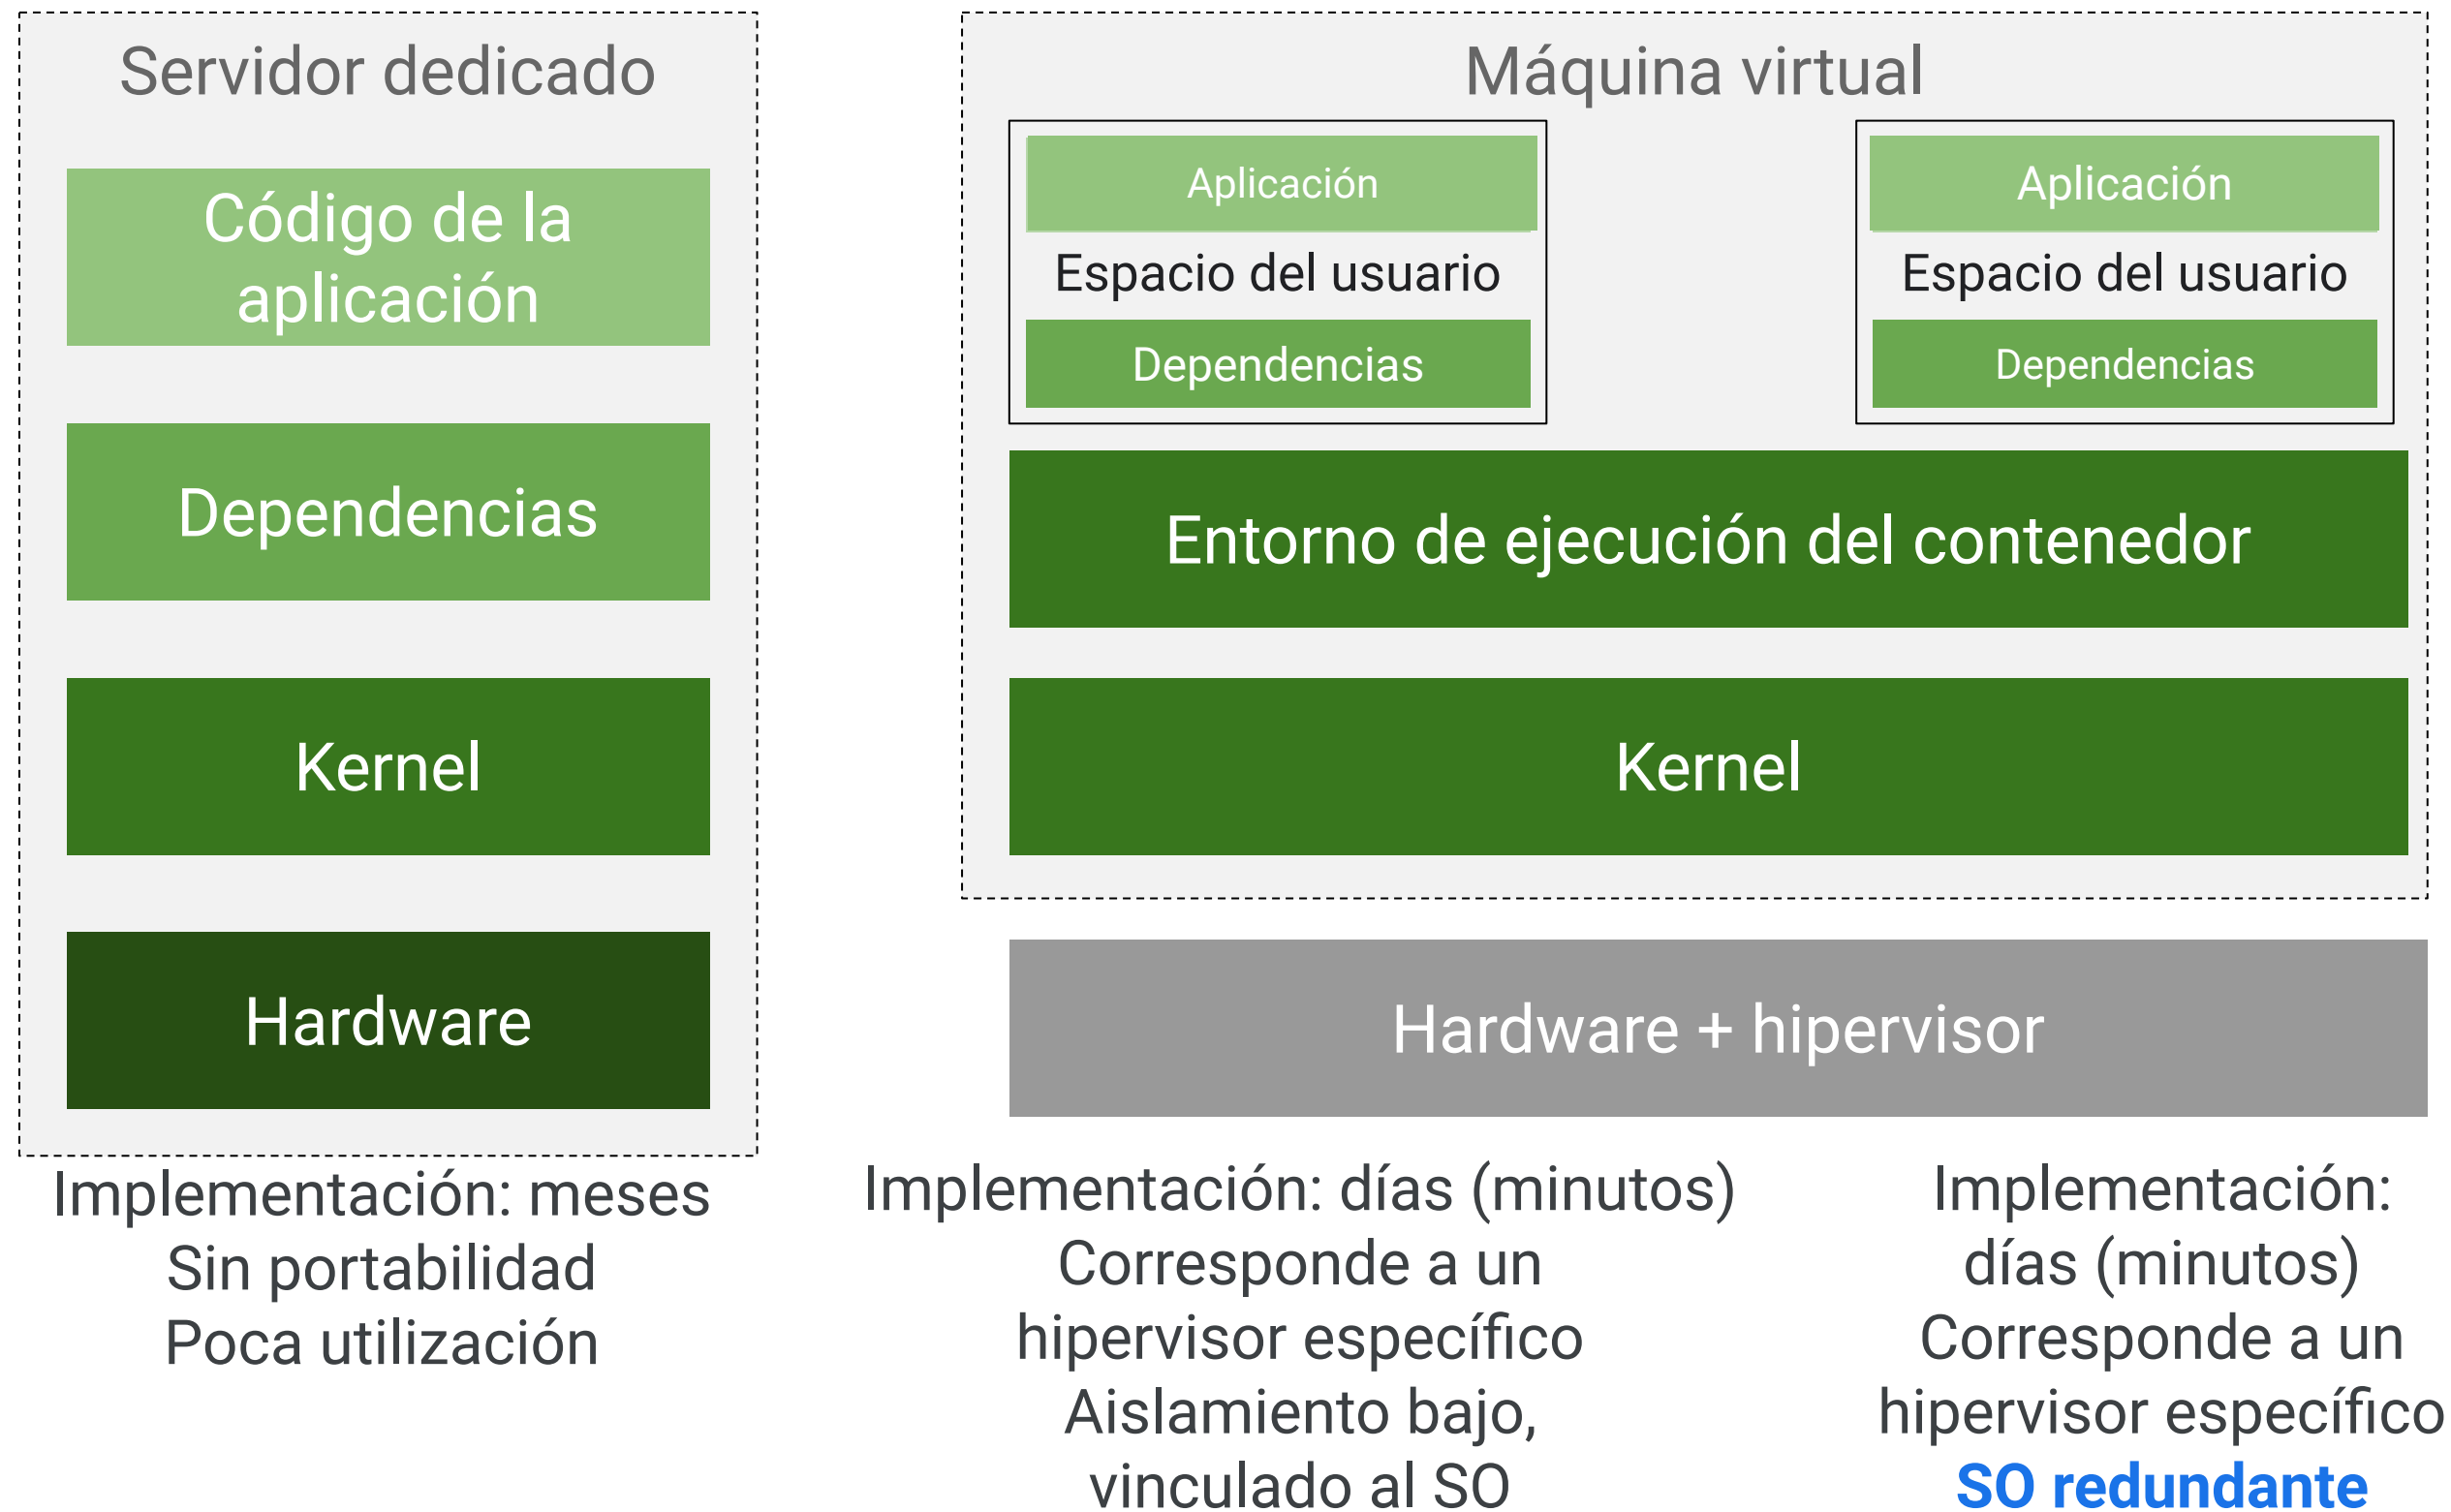 Servidor dedicado
Código de la
aplicación
Dependencias
Kernel
Hardware
Implementación: meses
Sin portabilidad
Poca utilización
Máquina virtual
Aplicación
Espacio del usuario
Dependencias
Aplicación
Espacio del usuario
Dependencias
Entorno de ejecución del contenedor
Kernel
Hardware + hipervisor
Implementación: días (minutos)
Corresponde a un
hipervisor específico
Aislamiento bajo,
vinculado al SO
Implementación:
días (minutos)
Corresponde a un
hipervisor específico
SO redundante